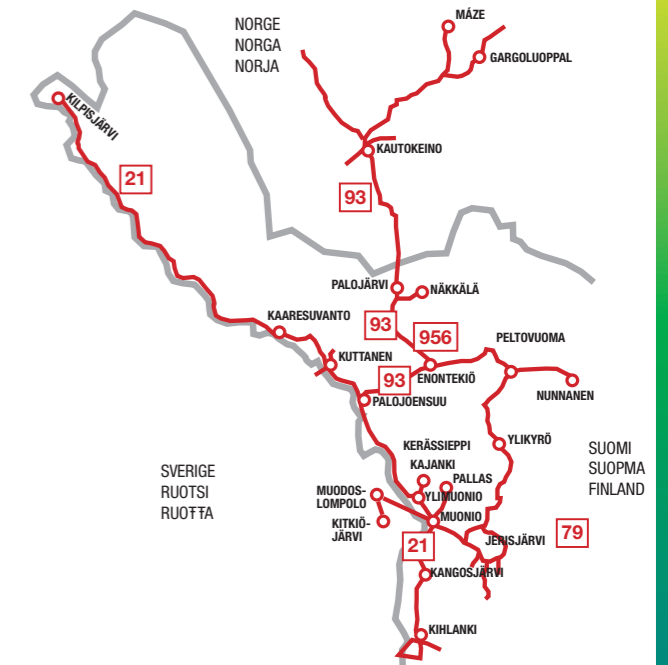 NORGE
NORGA
NORJA
MÁZE
GARGOLUOPPAL
KILPISJÄRVI
KAUTOKEINO
21
93
PALOJÄRVI
NÄKKÄLÄ
KAARESUVANTO
93
956
PELTOVUOMA
KUTTANEN
93
ENONTEKIÖ
NUNNANEN
PALOJOENSUU
KERÄSSIEPPI
YLIKYRÖ
SUOMI
SUOPMA
FINLAND
SVERIGE
RUOTSI
RUOŦŦA
KAJANKI
PALLAS
MUODOS-
LOMPOLO
YLIMUONIO
KITKIÖ-
JÄRVI
MUONIO
21
JERISJÄRVI
79
KANGOSJÄRVI
KIHLANKI